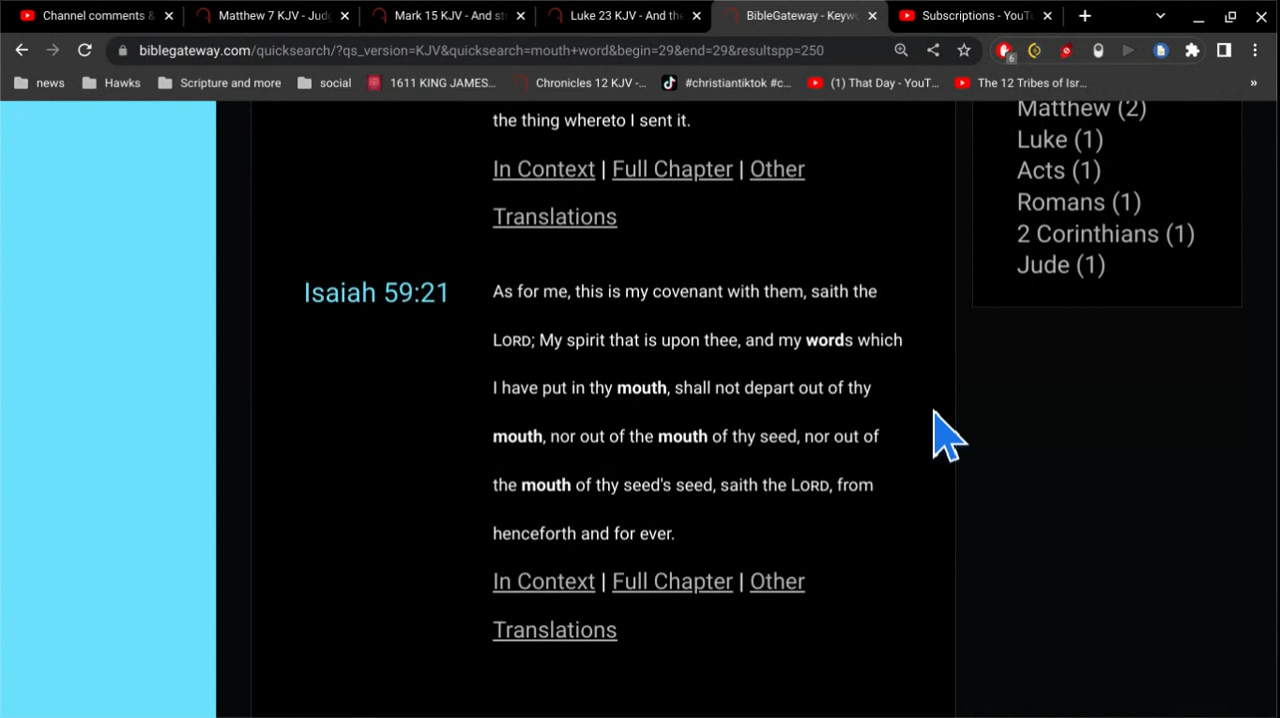 Channel comments &
Matthew 7 KJV - Jud
Mark 15 KJV - And st
Luke 23 KJV - And the
BibleGateway - Keywo
Subscriptions - YouTu
biblegateway.com/quicksearch/?qs_version=KJV&quicksearch=mouth+word&begin=29&end=29&resultspp=250
6
news
Hawks
Scripture and more
social
1611 KING JAMES...
Chronicles 12 KJV -...
#christiantiktok #c...
(1) That Day - YouT...
The 12 Tribes of Isr...
»
the thing whereto I sent it.
In Context | Full Chapter | Other
Translations
Isaiah 59:21
As for me, this is my covenant with them, saith the
LORD; My spirit that is upon thee, and my words which
I have put in thy mouth, shall not depart out of thy
mouth, nor out of the mouth of thy seed, nor out of
the mouth of thy seed's seed, saith the LORD, from
henceforth and for ever.
In Context | Full Chapter | Other
Translations
Matthew (2)
Luke (1)
Acts (1)
Romans (1)
2 Corinthians (1)
Jude (1)